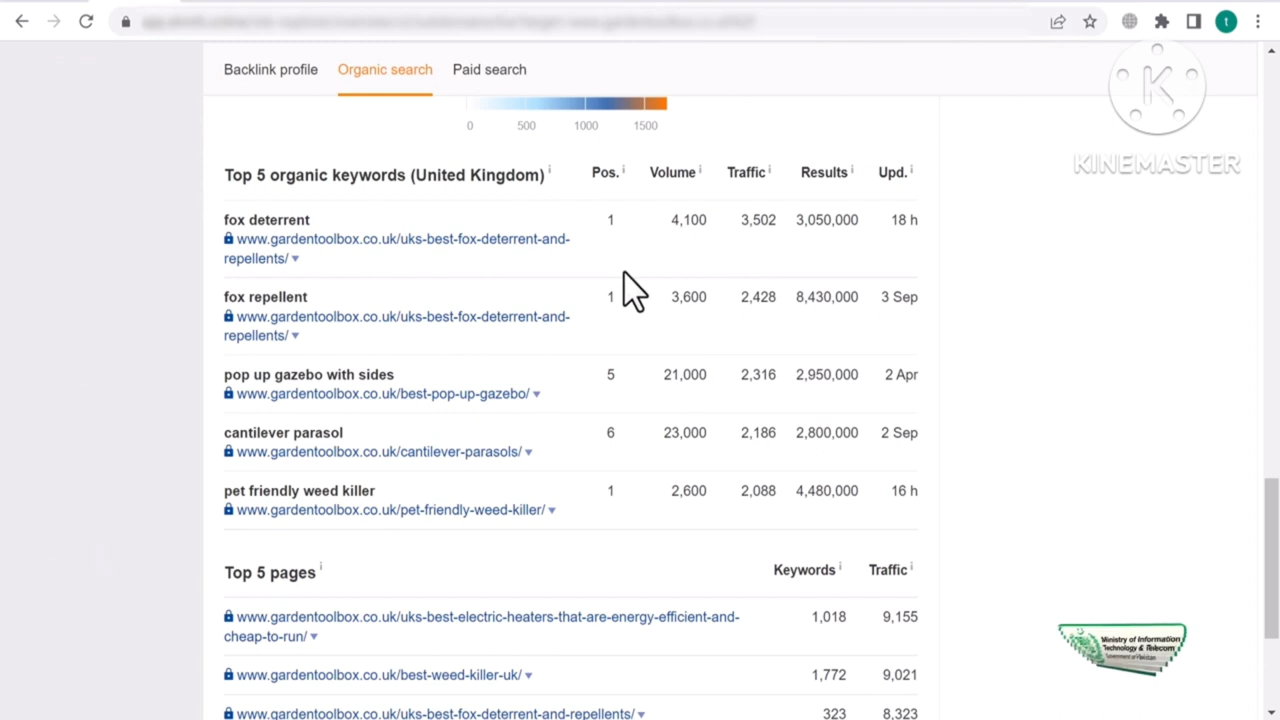 t
Backlink profile Organic search Paid search
K
0 500 1000 1500
KINEMASTER
Top 5 organic keywords (United Kingdom) i Pos. i Volume i Traffic i Results i Upd. i
fox deterrent 1 4,100 3,502 3,050,000 18 h
www.gardentoolbox.co.uk/uks-best-fox-deterrent-and-
repellents/
fox repellent 1 3,600 2,428 8,430,000 3 Sep
www.gardentoolbox.co.uk/uks-best-fox-deterrent-and-
repellents/
pop up gazebo with sides 5 21,000 2,316 2,950,000 2 Apr
www.gardentoolbox.co.uk/best-pop-up-gazebo/
cantilever parasol 6 23,000 2,186 2,800,000 2 Sep
www.gardentoolbox.co.uk/cantilever-parasols/
pet friendly weed killer 1 2,600 2,088 4,480,000 16 h
www.gardentoolbox.co.uk/pet-friendly-weed-killer/
Top 5 pages i Keywords i Traffic i
www.gardentoolbox.co.uk/uks-best-electric-heaters-that-are-energy-efficient-and- 1,018 9,155
cheap-to-run/
Ministry of Information
Technology & Telecom
Government of Pakistan
www.gardentoolbox.co.uk/best-weed-killer-uk/ 1,772 9,021
www.gardentoolbox.co.uk/uks-best-fox-deterrent-and-repellents/ 323 8,323